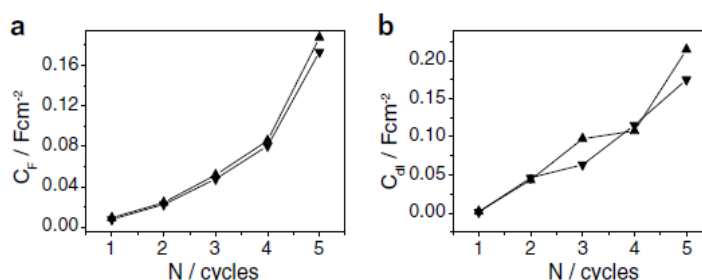 a
C_F / Fcm⁻²
0.16
0.12
0.08
0.04
0.00
1 2 3 4 5
N / cycles
b
C_dl / Fcm⁻²
0.20
0.15
0.10
0.05
0.00
1 2 3 4 5
N / cycles